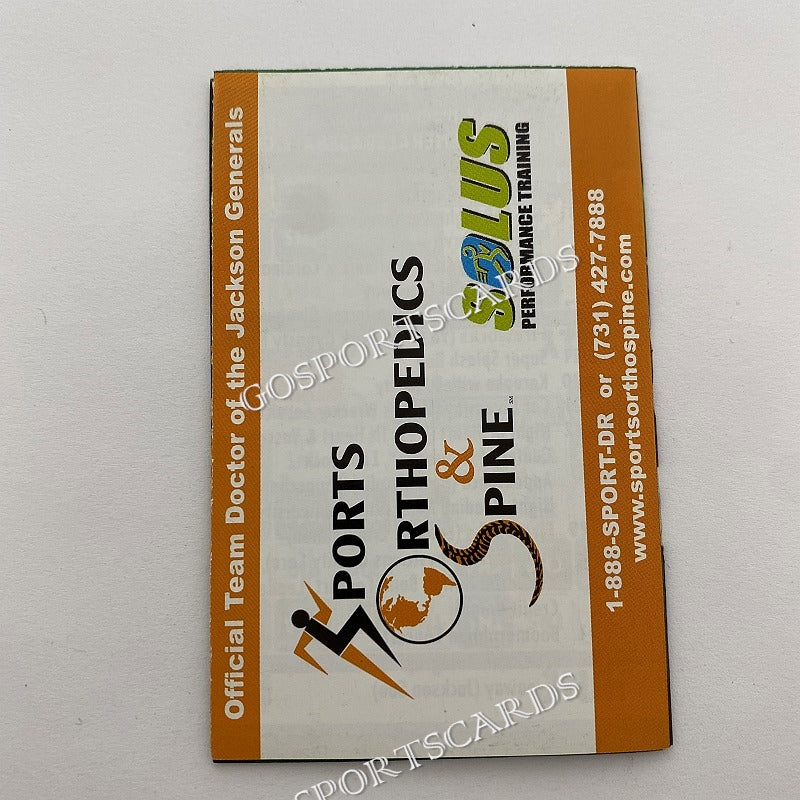 Official Team Doctor of the Jackson Generals
SPORTS
ORTHOPEDICS
&
SPINE SM
SOLUS
PERFORMANCE TRAINING
1-888-SPORT-DR or (731) 427-7888
www.sportsorthospine.com
GOSPORTSCARDS
GOSPORTSCARDS